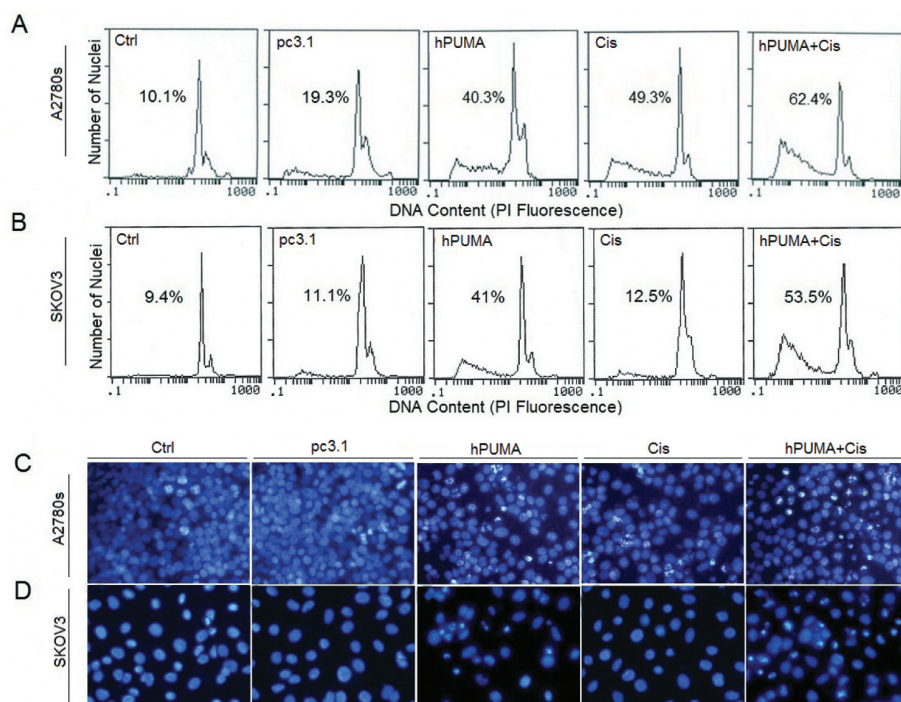 A
A2780s
Number of Nuclei
Ctrl
10.1%
.1
1000
pc3.1
19.3%
.1
1000
hPUMA
40.3%
.1
1000
Cis
49.3%
.1
1000
hPUMA+Cis
62.4%
.1
1000
DNA Content (PI Fluorescence)
B
SKOV3
Number of Nuclei
Ctrl
9.4%
.1
1000
pc3.1
11.1%
.1
1000
hPUMA
41%
.1
1000
Cis
12.5%
.1
1000
hPUMA+Cis
53.5%
.1
1000
DNA Content (PI Fluorescence)
Ctrl
pc3.1
hPUMA
Cis
hPUMA+Cis
C
A2780s
D
SKOV3